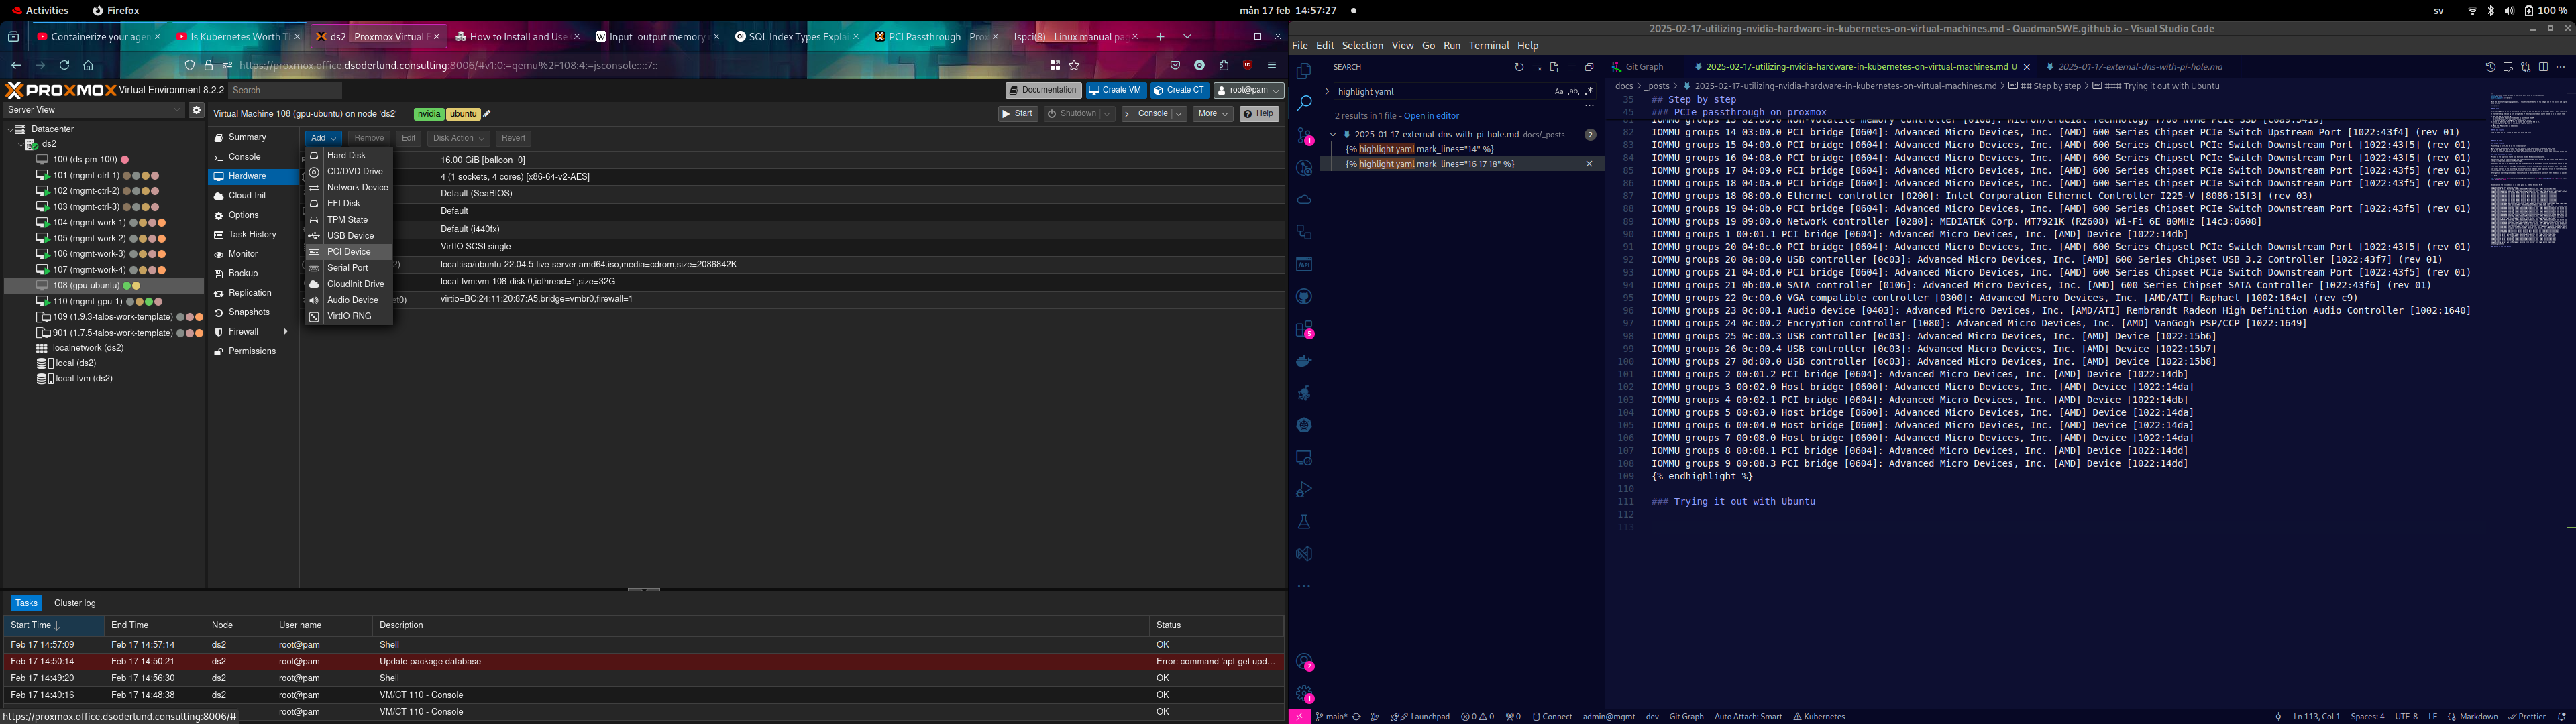 Activities
Firefox
mån 17 feb 14:57:27
sv
100 %
Containerize your agen
Is Kubernetes Worth Th
ds2 - Proxmox Virtual E
How to Install and Use
Input–output memory
SQL Index Types Explai
PCI Passthrough - Prox
lspci(8) - Linux manual pag
https://proxmox.office.dsoderlund.consulting:8006/#v1:0:=qemu%2F108:4:=jsconsole::::7::
PROXMOX Virtual Environment 8.2.2
Search
Documentation
Create VM
Create CT
root@pam
Server View
Datacenter
ds2
100 (ds-pm-100)
101 (mgmt-ctrl-1)
102 (mgmt-ctrl-2)
103 (mgmt-ctrl-3)
104 (mgmt-work-1)
105 (mgmt-work-2)
106 (mgmt-work-3)
107 (mgmt-work-4)
108 (gpu-ubuntu)
110 (mgmt-gpu-1)
109 (1.9.3-talos-work-template)
901 (1.7.5-talos-work-template)
localnetwork (ds2)
local (ds2)
local-lvm (ds2)
Virtual Machine 108 (gpu-ubuntu) on node 'ds2'
nvidia
ubuntu
Start
Shutdown
Console
More
Help
Summary
Console
Hardware
Cloud-Init
Options
Task History
Monitor
Backup
Replication
Snapshots
Firewall
Permissions
Add
Remove
Edit
Disk Action
Revert
Hard Disk
CD/DVD Drive
Network Device
EFI Disk
TPM State
USB Device
PCI Device
Serial Port
CloudInit Drive
Audio Device
VirtIO RNG
16.00 GiB [balloon=0]
4 (1 sockets, 4 cores) [x86-64-v2-AES]
Default (SeaBIOS)
Default
Default (i440fx)
VirtIO SCSI single
2) local:iso/ubuntu-22.04.5-live-server-amd64.iso,media=cdrom,size=2086842K
local-lvm:vm-108-disk-0,iothread=1,size=32G
et0) virtio=BC:24:11:20:87:A5,bridge=vmbr0,firewall=1
Tasks
Cluster log
Start Time End Time Node User name Description Status
Feb 17 14:57:09 Feb 17 14:57:14 ds2 root@pam Shell OK
Feb 17 14:50:14 Feb 17 14:50:21 ds2 root@pam Update package database Error: command 'apt-get upd...
Feb 17 14:49:20 Feb 17 14:56:30 ds2 root@pam Shell OK
Feb 17 14:40:16 Feb 17 14:48:38 ds2 root@pam VM/CT 110 - Console OK
root@pam VM/CT 110 - Console OK
https://proxmox.office.dsoderlund.consulting:8006/#
2025-02-17-utilizing-nvidia-hardware-in-kubernetes-on-virtual-machines.md - QuadmanSWE.github.io - Visual Studio Code
File Edit Selection View Go Run Terminal Help
SEARCH
highlight yaml
Aa
ab
2 results in 1 file - Open in editor
2025-01-17-external-dns-with-pi-hole.md docs/_posts 2
{% highlight yaml mark_lines="14" %}
{% highlight yaml mark_lines="16 17 18" %}
Git Graph
2025-02-17-utilizing-nvidia-hardware-in-kubernetes-on-virtual-machines.md U
2025-01-17-external-dns-with-pi-hole.md
docs > _posts > 2025-02-17-utilizing-nvidia-hardware-in-kubernetes-on-virtual-machines.md > ## Step by step > ### Trying it out with Ubuntu
35 ## Step by step
45 ### PCIe passthrough on proxmox
82 IOMMU groups 14 03:00.0 PCI bridge [0604]: Advanced Micro Devices, Inc. [AMD] 600 Series Chipset PCIe Switch Upstream Port [1022:43f4] (rev 01)
83 IOMMU groups 15 04:00.0 PCI bridge [0604]: Advanced Micro Devices, Inc. [AMD] 600 Series Chipset PCIe Switch Downstream Port [1022:43f5] (rev 01)
84 IOMMU groups 16 04:08.0 PCI bridge [0604]: Advanced Micro Devices, Inc. [AMD] 600 Series Chipset PCIe Switch Downstream Port [1022:43f5] (rev 01)
85 IOMMU groups 17 04:09.0 PCI bridge [0604]: Advanced Micro Devices, Inc. [AMD] 600 Series Chipset PCIe Switch Downstream Port [1022:43f5] (rev 01)
86 IOMMU groups 18 04:0a.0 PCI bridge [0604]: Advanced Micro Devices, Inc. [AMD] 600 Series Chipset PCIe Switch Downstream Port [1022:43f5] (rev 01)
87 IOMMU groups 18 08:00.0 Ethernet controller [0200]: Intel Corporation Ethernet Controller I225-V [8086:15f3] (rev 03)
88 IOMMU groups 19 04:0b.0 PCI bridge [0604]: Advanced Micro Devices, Inc. [AMD] 600 Series Chipset PCIe Switch Downstream Port [1022:43f5] (rev 01)
89 IOMMU groups 19 09:00.0 Network controller [0280]: MEDIATEK Corp. MT7921K (RZ608) Wi-Fi 6E 80MHz [14c3:0608]
90 IOMMU groups 1 00:01.1 PCI bridge [0604]: Advanced Micro Devices, Inc. [AMD] Device [1022:14db]
91 IOMMU groups 20 04:0c.0 PCI bridge [0604]: Advanced Micro Devices, Inc. [AMD] 600 Series Chipset PCIe Switch Downstream Port [1022:43f5] (rev 01)
92 IOMMU groups 20 0a:00.0 USB controller [0c03]: Advanced Micro Devices, Inc. [AMD] 600 Series Chipset USB 3.2 Controller [1022:43f7] (rev 01)
93 IOMMU groups 21 04:0d.0 PCI bridge [0604]: Advanced Micro Devices, Inc. [AMD] 600 Series Chipset PCIe Switch Downstream Port [1022:43f5] (rev 01)
94 IOMMU groups 21 0b:00.0 SATA controller [0106]: Advanced Micro Devices, Inc. [AMD] 600 Series Chipset SATA Controller [1022:43f6] (rev 01)
95 IOMMU groups 22 0c:00.0 VGA compatible controller [0300]: Advanced Micro Devices, Inc. [AMD/ATI] Raphael [1002:164e] (rev c9)
96 IOMMU groups 23 0c:00.1 Audio device [0403]: Advanced Micro Devices, Inc. [AMD/ATI] Rembrandt Radeon High Definition Audio Controller [1002:1640]
97 IOMMU groups 24 0c:00.2 Encryption controller [1080]: Advanced Micro Devices, Inc. [AMD] VanGogh PSP/CCP [1022:1649]
98 IOMMU groups 25 0c:00.3 USB controller [0c03]: Advanced Micro Devices, Inc. [AMD] Device [1022:15b6]
99 IOMMU groups 26 0c:00.4 USB controller [0c03]: Advanced Micro Devices, Inc. [AMD] Device [1022:15b7]
100 IOMMU groups 27 0d:00.0 USB controller [0c03]: Advanced Micro Devices, Inc. [AMD] Device [1022:15b8]
101 IOMMU groups 2 00:01.2 PCI bridge [0604]: Advanced Micro Devices, Inc. [AMD] Device [1022:14db]
102 IOMMU groups 3 00:02.0 Host bridge [0600]: Advanced Micro Devices, Inc. [AMD] Device [1022:14da]
103 IOMMU groups 4 00:02.1 PCI bridge [0604]: Advanced Micro Devices, Inc. [AMD] Device [1022:14db]
104 IOMMU groups 5 00:03.0 Host bridge [0600]: Advanced Micro Devices, Inc. [AMD] Device [1022:14da]
105 IOMMU groups 6 00:04.0 Host bridge [0600]: Advanced Micro Devices, Inc. [AMD] Device [1022:14da]
106 IOMMU groups 7 00:08.0 Host bridge [0600]: Advanced Micro Devices, Inc. [AMD] Device [1022:14da]
107 IOMMU groups 8 00:08.1 PCI bridge [0604]: Advanced Micro Devices, Inc. [AMD] Device [1022:14dd]
108 IOMMU groups 9 00:08.3 PCI bridge [0604]: Advanced Micro Devices, Inc. [AMD] Device [1022:14dd]
109 {% endhighlight %}
110
111 ### Trying it out with Ubuntu
112
113
main* Launchpad 0 0 0 Connect admin@mgmt dev Git Graph Auto Attach: Smart Kubernetes
Ln 113, Col 1 Spaces: 4 UTF-8 LF Markdown Prettier